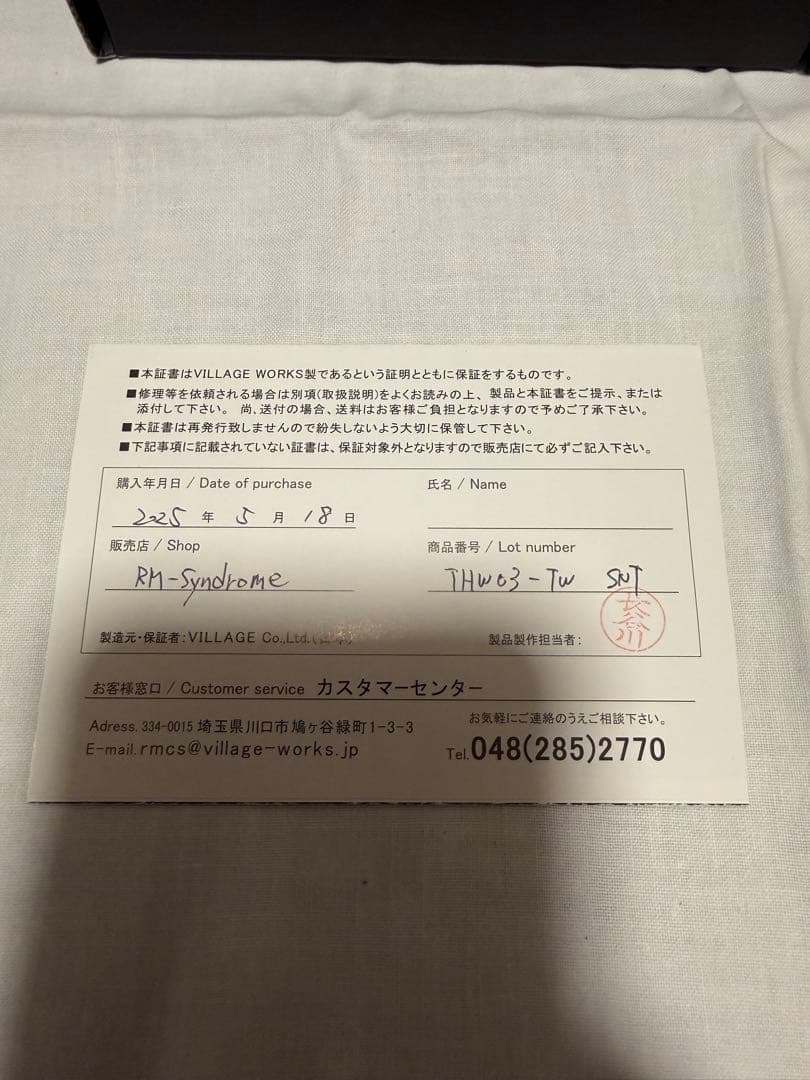 ■本証書はVILLAGE WORKS製であるという証明とともに保証をするものです。
■修理等を依頼される場合は別項(取扱説明)をよくお読みの上、製品と本証書をご提示、または
添付して下さい。 尚、送付の場合、送料はお客様ご負担となりますので予めご了承下さい。
■本証書は再発行致しませんので紛失しないよう大切に保管して下さい。
■下記事項に記載されていない証書は、保証対象外となりますので販売店にて必ずご記入下さい。
購入年月日 / Date of purchase
2025 年 5 月 18 日
氏名 / Name
販売店 / Shop
RM-Syndrome
商品番号 / Lot number
THW03-TW SNT
製造元・保証者:VILLAGE Co.,Ltd.
製品製作担当者:
長谷川
お客様窓口 / Customer service カスタマーセンター
お気軽にご連絡のうえご相談下さい。
Adress. 334-0015 埼玉県川口市鳩ヶ谷緑町1-3-3
E-mail. rmcs@village-works.jp
Tel. 048(285)2770